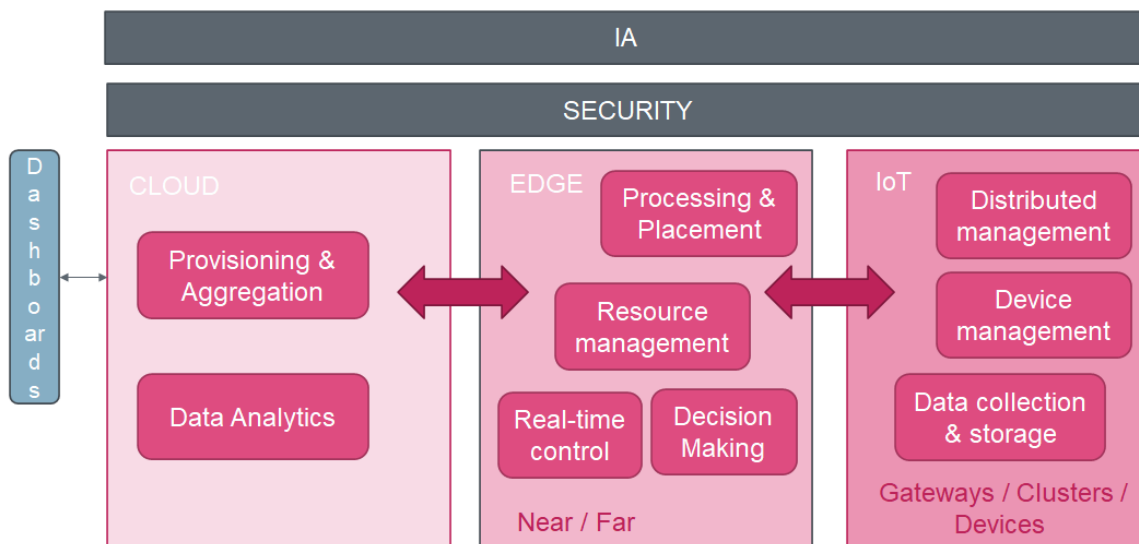 IA
SECURITY
D
a
s
h
b
o
ar
d
s
CLOUD
Provisioning &
Aggregation
Data Analytics
EDGE
Processing &
Placement
Resource
management
Real-time
control
Decision
Making
Near / Far
IoT
Distributed
management
Device
management
Data collection
& storage
Gateways / Clusters /
Devices